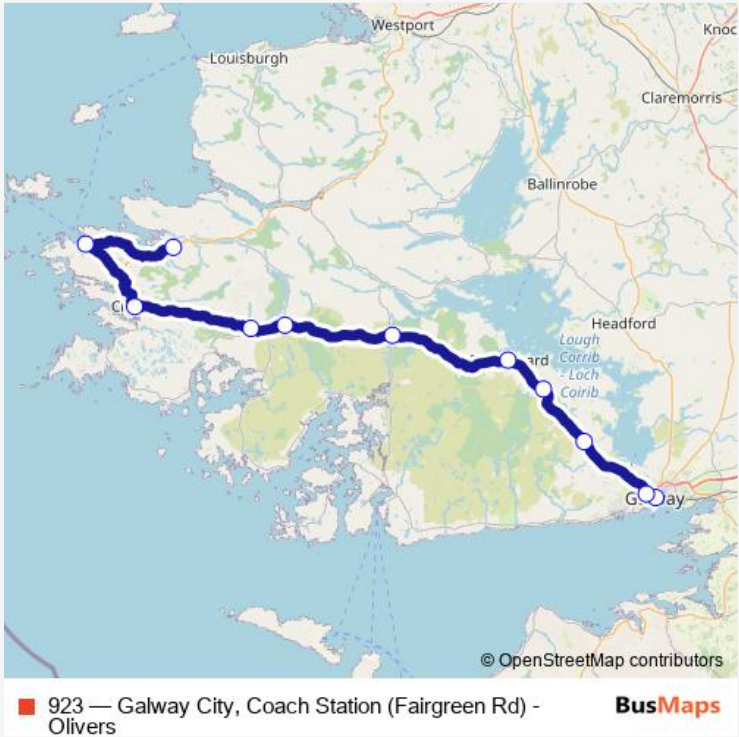 Westport
Knoc
Louisburgh
Claremorris
Ballinrobe
Headford
Lough
Corrib
- Loch
Coirib
ard
© OpenStreetMap contributors
923 — Galway City, Coach Station (Fairgreen Rd) -
Olivers
BusMaps